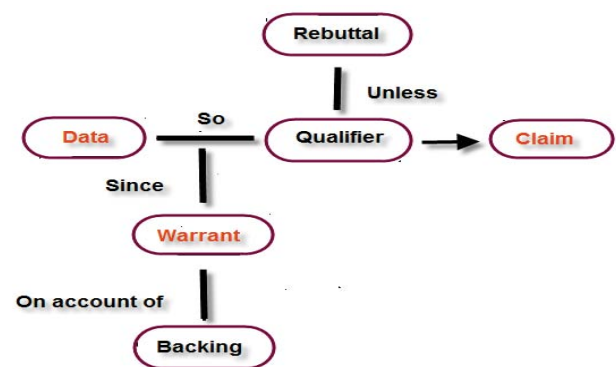 Rebuttal
Unless
So
Data
Qualifier
Claim
Since
Warrant
On account of
Backing